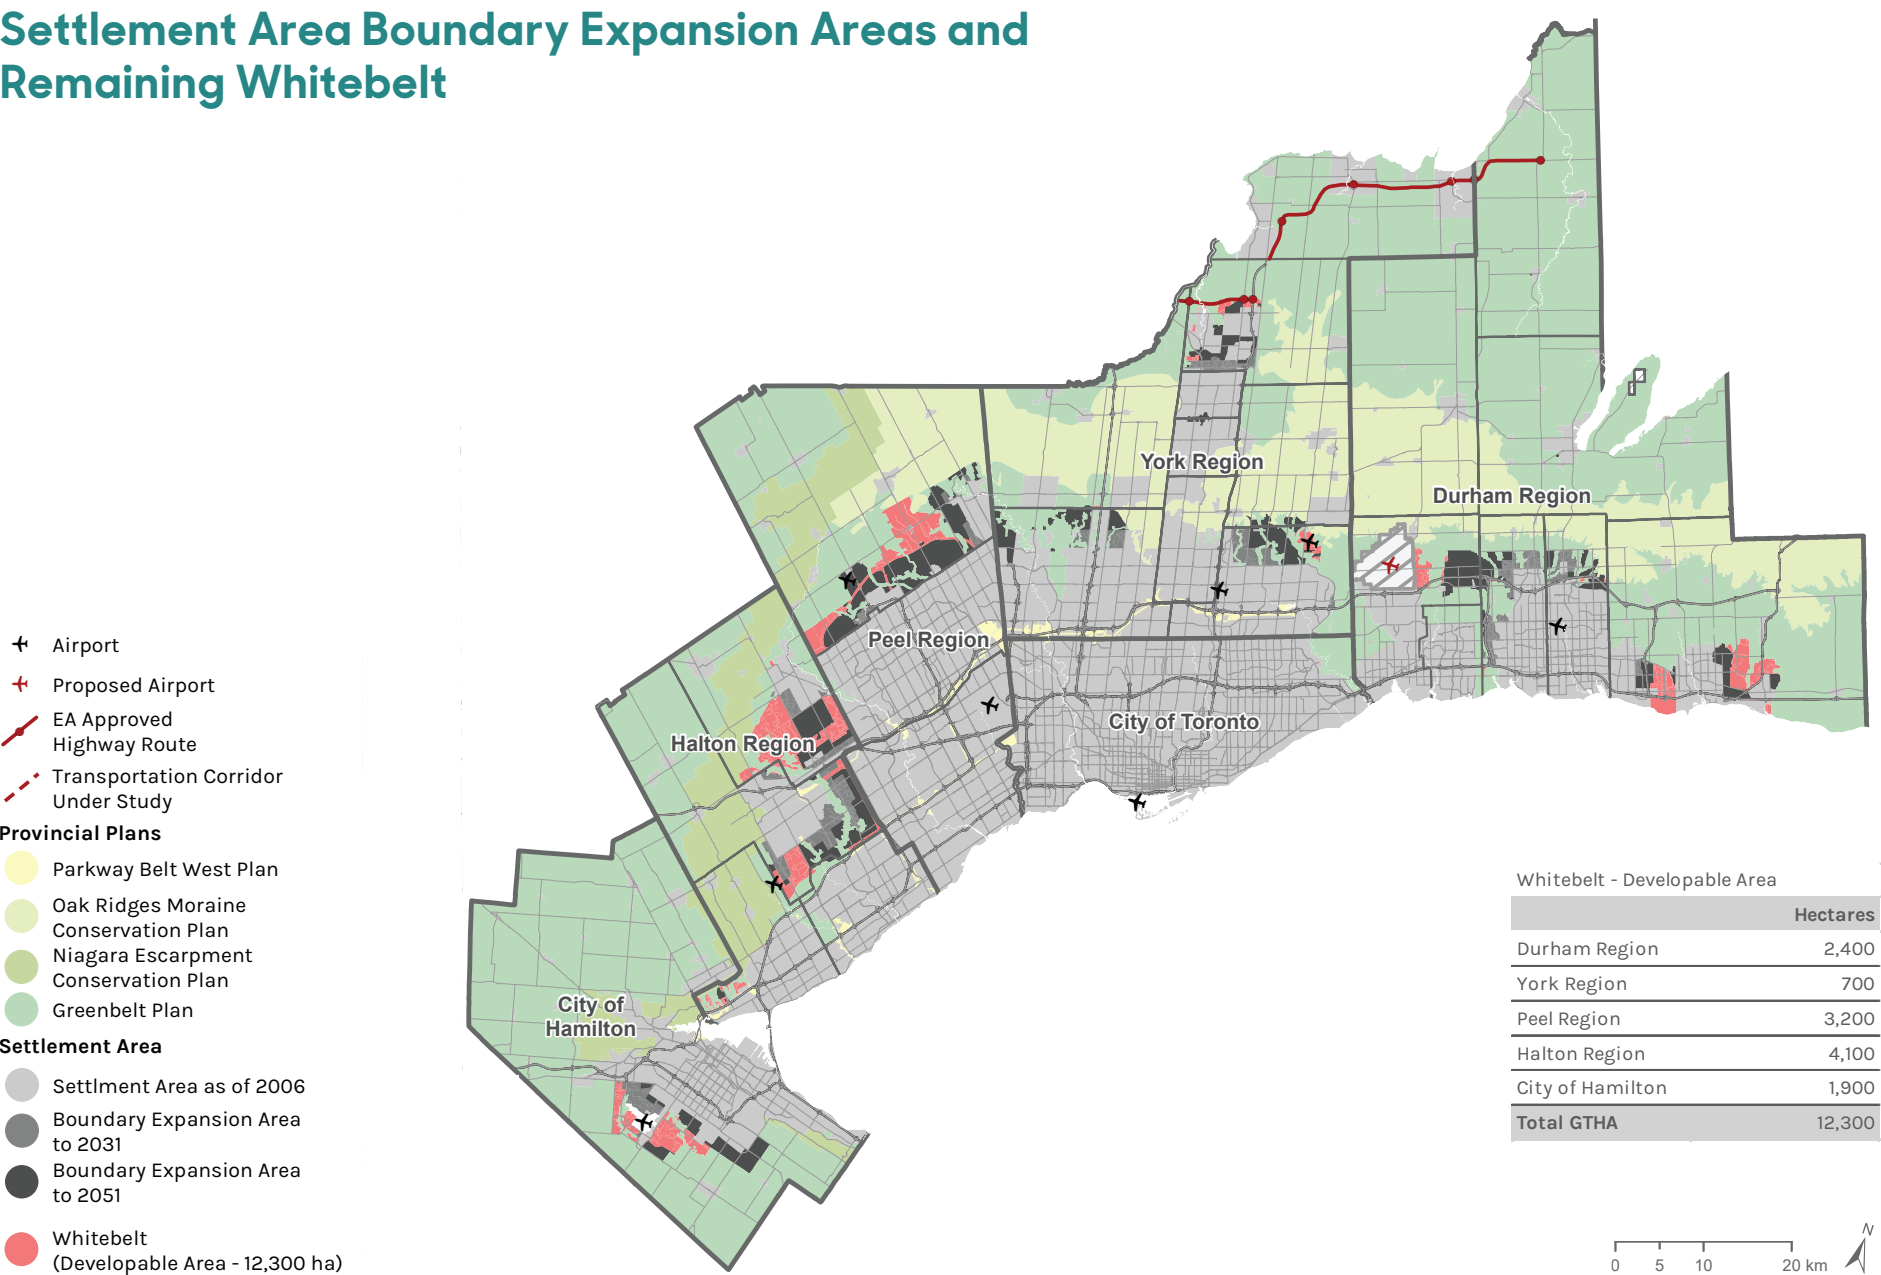 Settlement Area Boundary Expansion Areas and
Remaining Whitebelt
York Region
Durham Region
Peel Region
City of Toronto
Halton Region
City of
Hamilton
Airport
Proposed Airport
EA Approved
Highway Route
Transportation Corridor
Under Study
Provincial Plans
Parkway Belt West Plan
Oak Ridges Moraine
Conservation Plan
Niagara Escarpment
Conservation Plan
Greenbelt Plan
Settlement Area
Settlment Area as of 2006
Boundary Expansion Area
to 2031
Boundary Expansion Area
to 2051
Whitebelt
(Developable Area - 12,300 ha)
Whitebelt - Developable Area
Hectares
Durham Region 2,400
York Region 700
Peel Region 3,200
Halton Region 4,100
City of Hamilton 1,900
Total GTHA 12,300
N
0 5 10 20 km